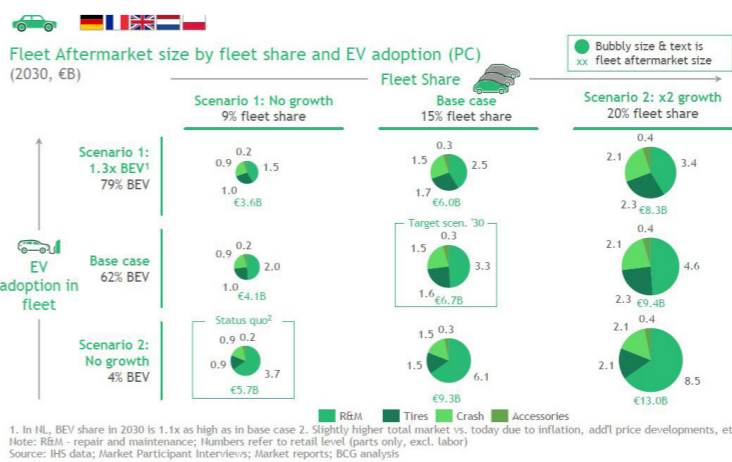 Fleet Aftermarket size by fleet share and EV adoption (PC)
(2030, €B)
Bubbly size & text is
xx fleet aftermarket size
Fleet Share
Scenario 1: No growth
9% fleet share
Base case
15% fleet share
Scenario 2: x2 growth
20% fleet share
EV
adoption in
fleet
Scenario 1:
1.3x BEV¹
79% BEV
0.2
0.9
1.5
1.0
€3.6B
0.3
1.5
2.5
1.7
€6.0B
0.4
2.1
3.4
2.3
€8.3B
Base case
62% BEV
0.2
0.9
2.0
1.0
€4.1B
Target scen. '30
0.3
1.5
3.3
1.6
€6.7B
0.4
2.1
4.6
2.3
€9.4B
Scenario 2:
No growth
4% BEV
Status quo²
0.9 0.2
0.9
3.7
€5.7B
1.5 0.3
1.5
6.1
€9.3B
0.4
2.1
2.1
8.5
€13.0B
R&M Tires Crash Accessories
1. In NL, BEV share in 2030 is 1.1x as high as in base case 2. Slightly higher total market vs. today due to inflation, add'l price developments, et
Note: R&M - repair and maintenance; Numbers refer to retail level (parts only, excl. labor)
Source: IHS data; Market Participant Interviews; Market reports; BCG analysis